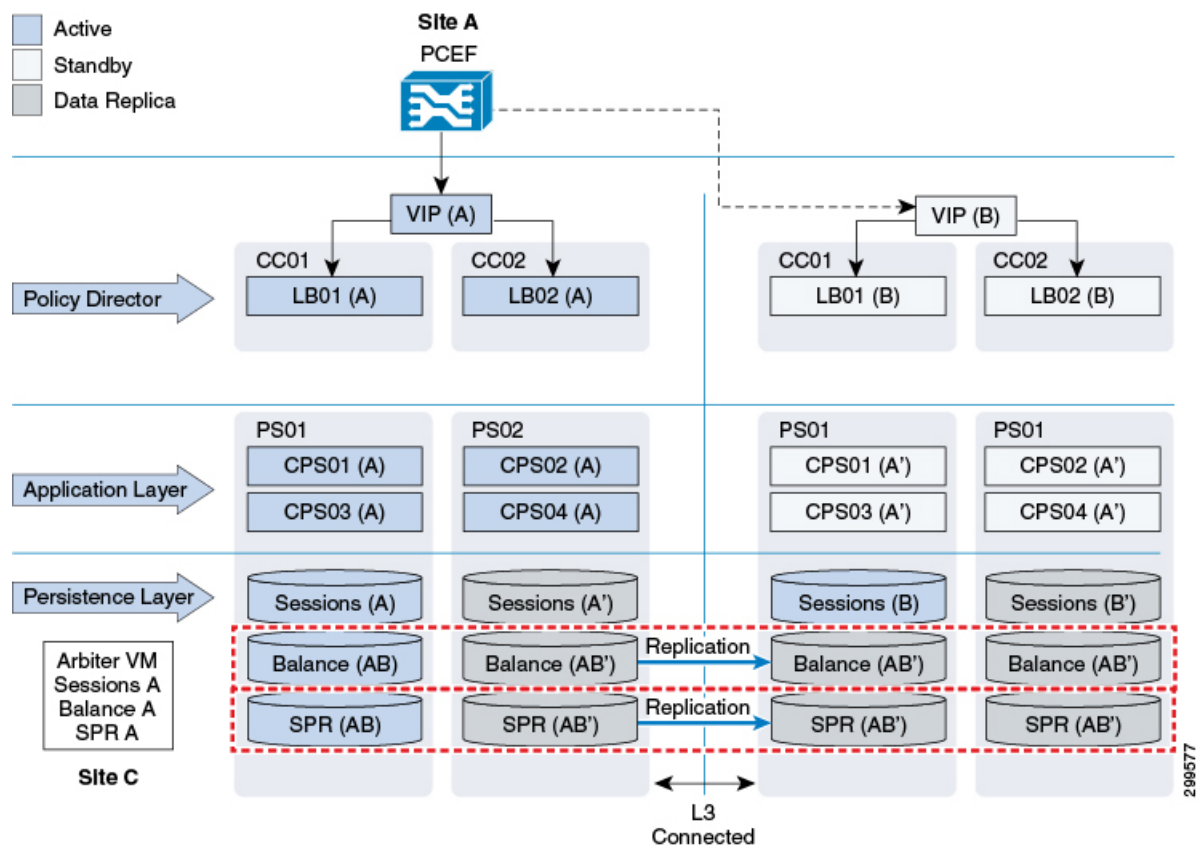 Active
Standby
Data Replica
Site A
PCEF
VIP (A)
VIP (B)
Policy Director
CC01
LB01 (A)
CC02
LB02 (A)
CC01
LB01 (B)
CC02
LB02 (B)
Application Layer
PS01
CPS01 (A)
CPS03 (A)
PS02
CPS02 (A)
CPS04 (A)
PS01
CPS01 (A')
CPS03 (A')
PS01
CPS02 (A')
CPS04 (A')
Persistence Layer
Sessions (A)
Sessions (A')
Sessions (B)
Sessions (B')
Balance (AB)
Balance (AB')
Replication
Balance (AB')
Balance (AB')
SPR (AB)
SPR (AB')
Replication
SPR (AB')
SPR (AB')
Arbiter VM
Sessions A
Balance A
SPR A
Site C
L3
Connected
299577